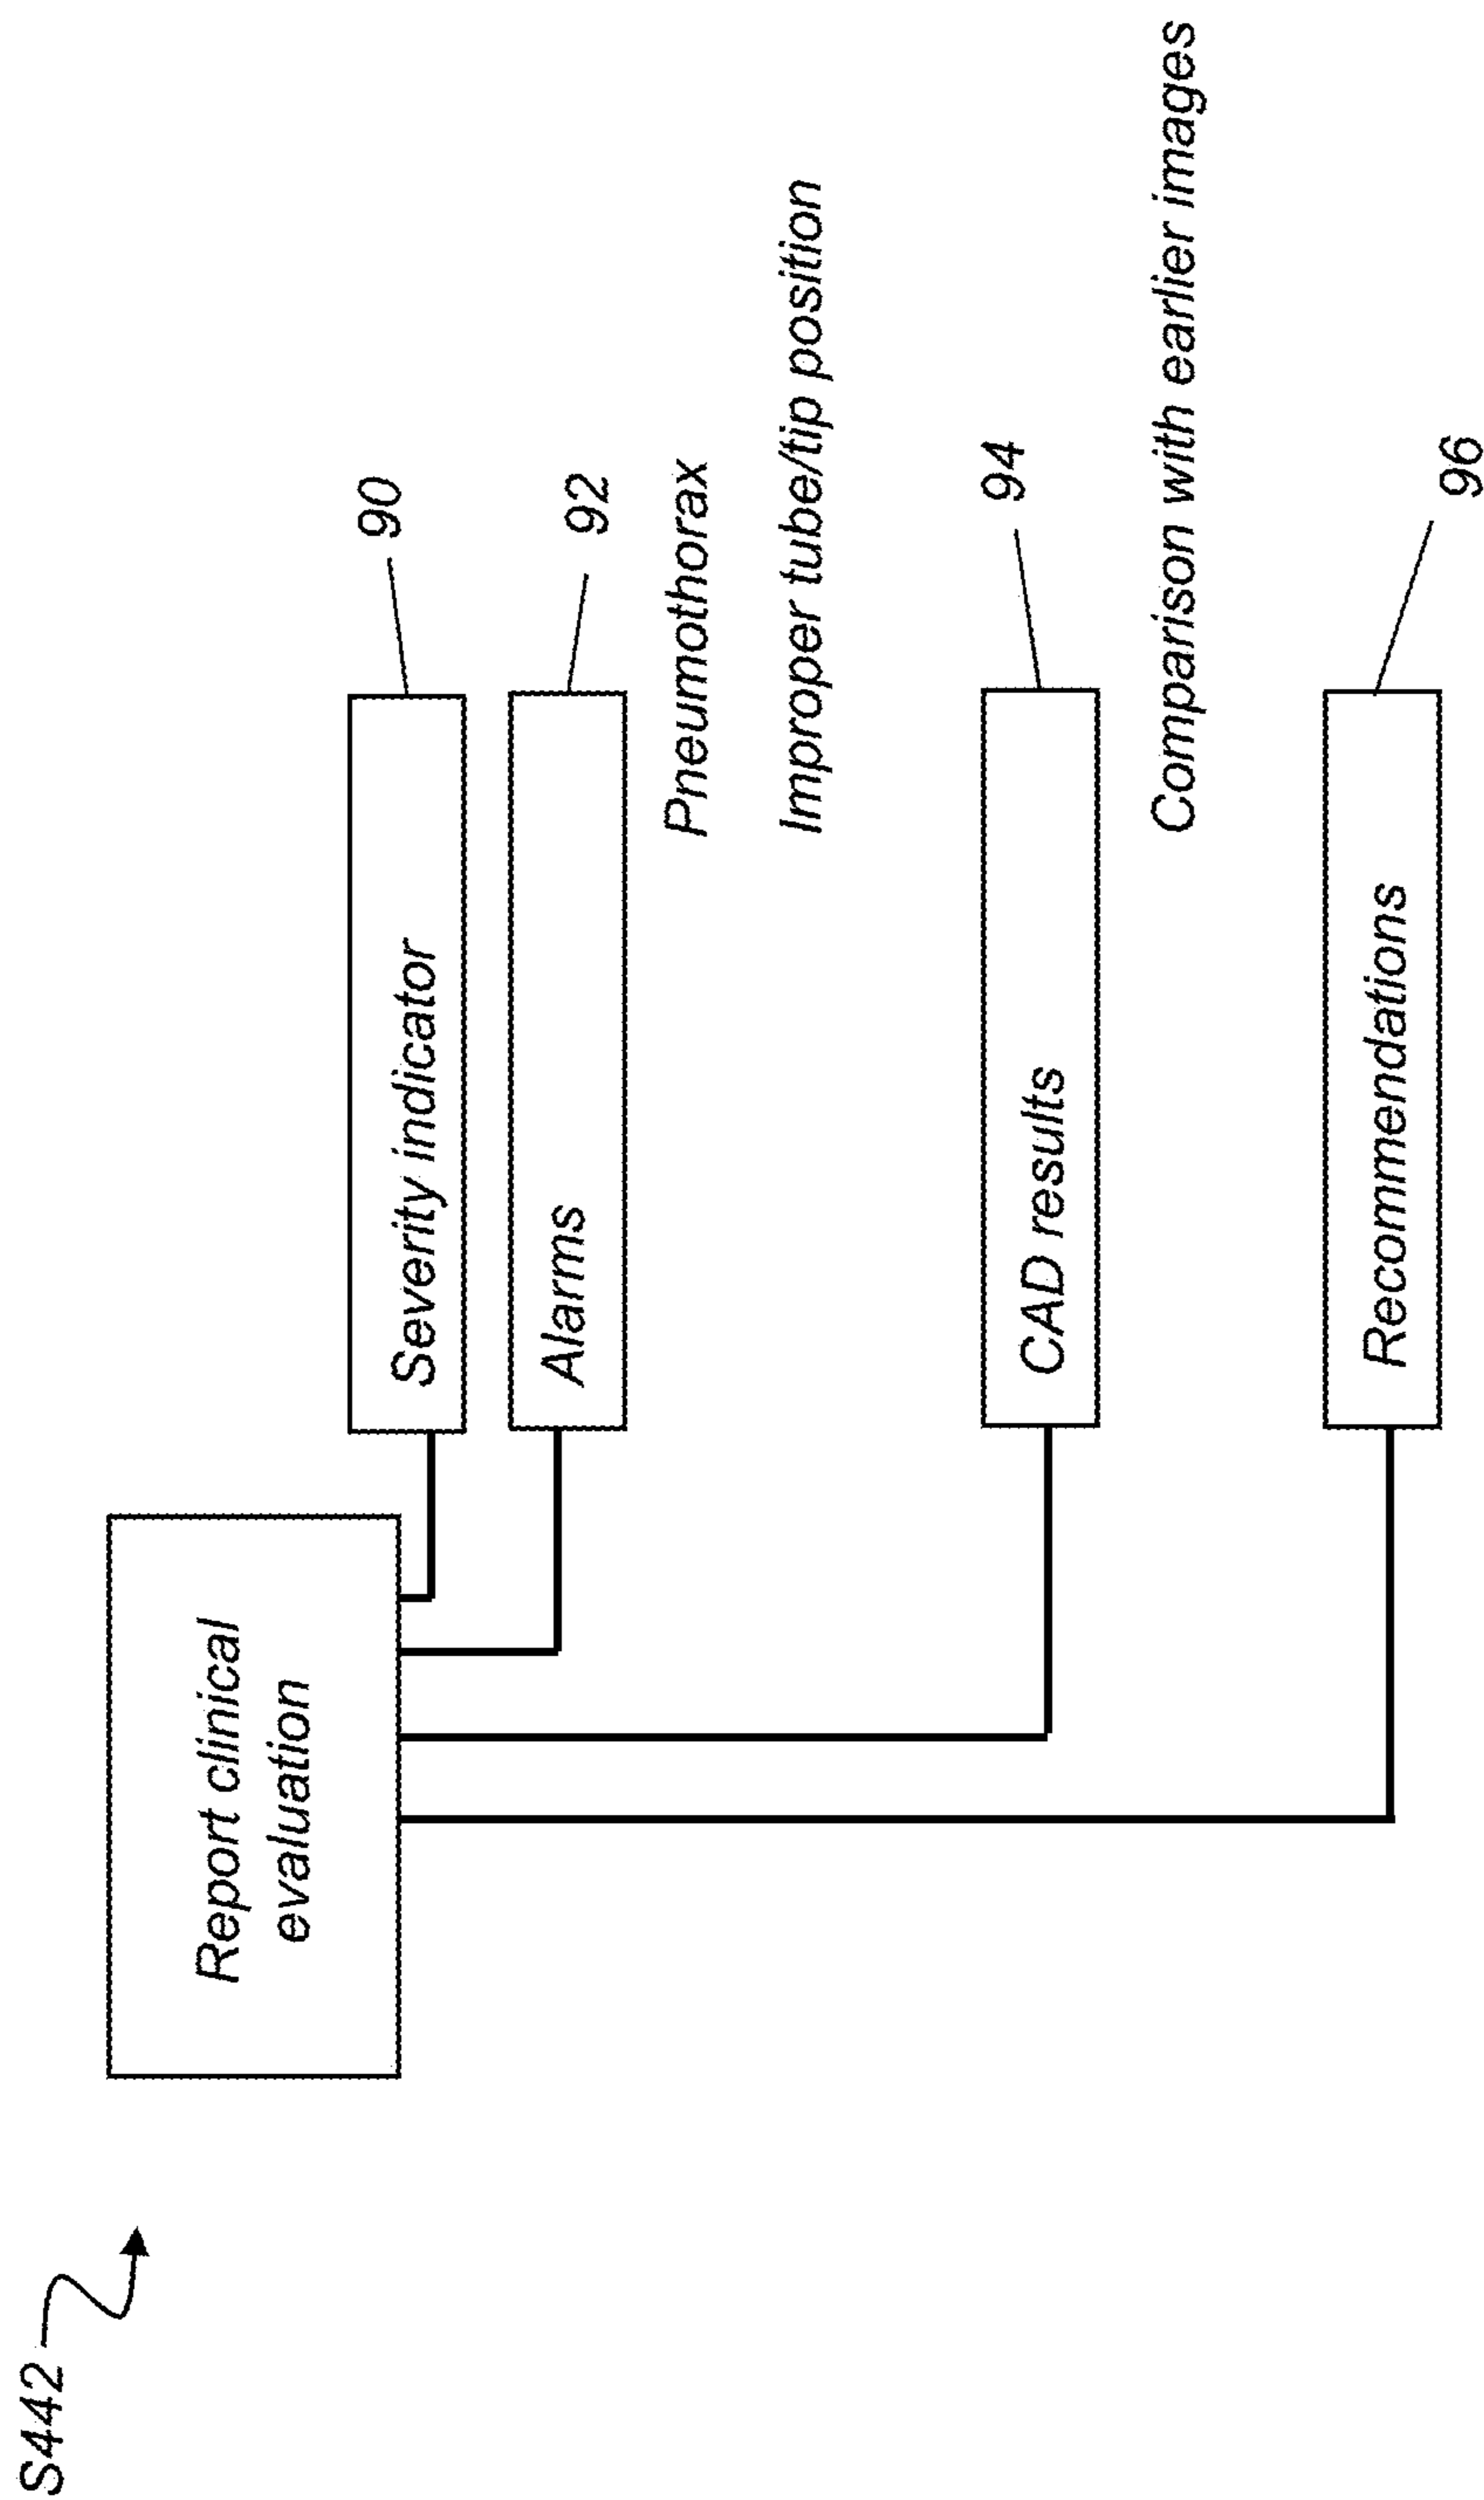 S442
Report clinical
evaluation
90
Severity indicator
92
Alarms
Pneumothorax
Improper tube/tip position
94
CAD results
Comparison with earlier images
96
Recommendations